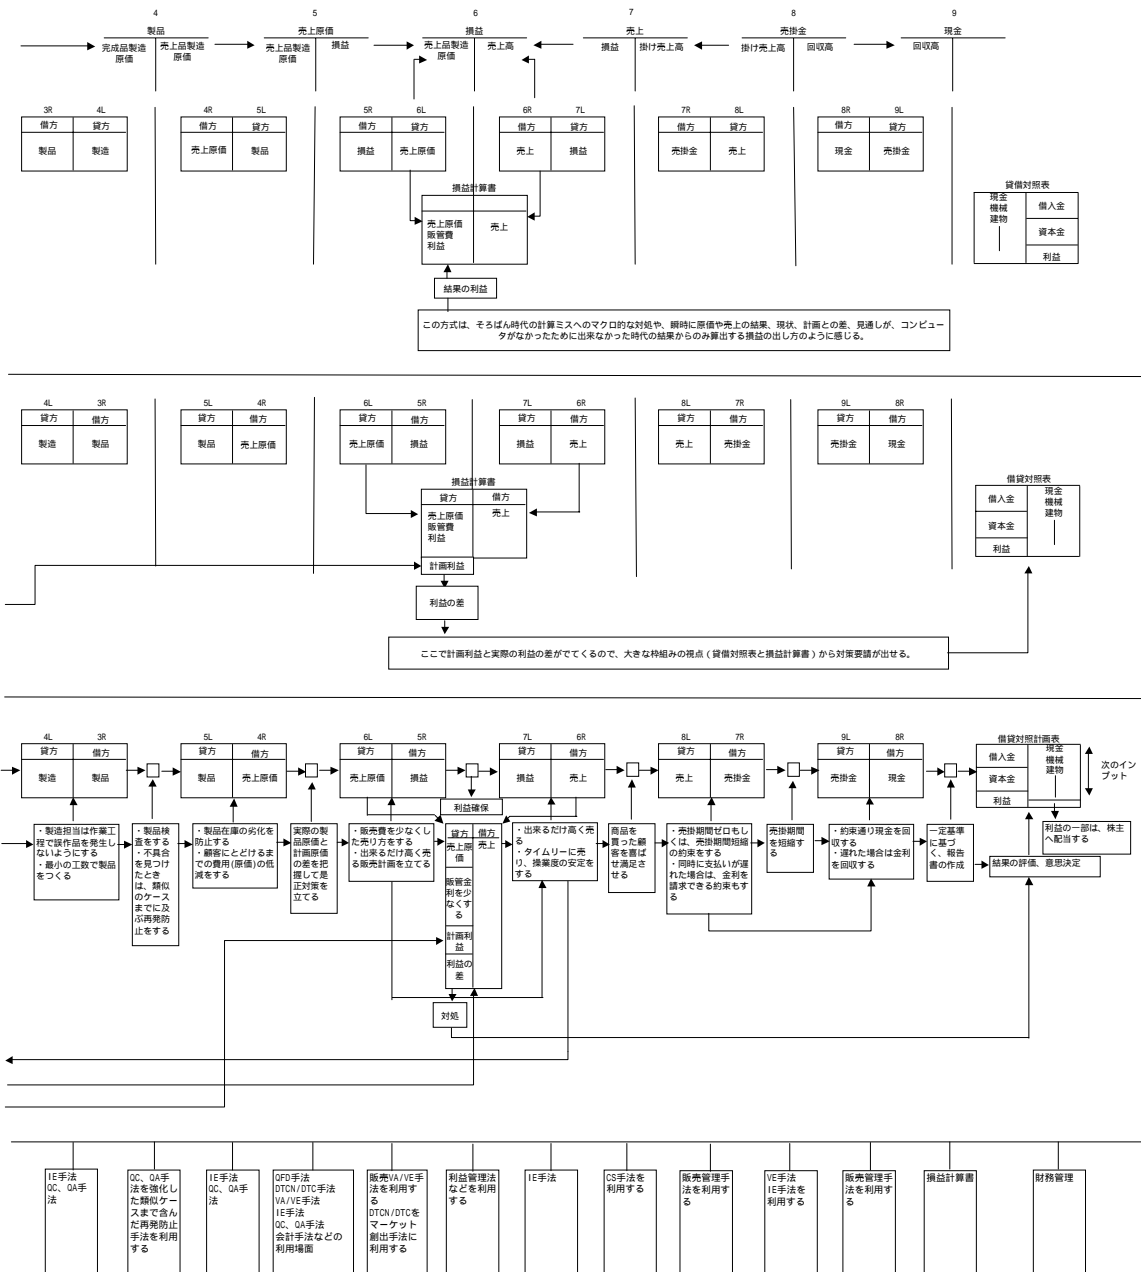 4
5
6
7
8
9
製品
売上原価
損益
売上
売掛金
現金
完成品製造
原価
売上品製造
原価
売上品製造
原価
損益
売上品製造
原価
売上高
損益
掛け売上高
掛け売上高
回収高
回収高
3R 4L
借方 貸方
製品 製造
4R 5L
借方 貸方
売上原価 製品
5R 6L
借方 貸方
損益 売上原価
6R 7L
借方 貸方
売上 損益
7R 8L
借方 貸方
売掛金 売上
8R 9L
借方 貸方
現金 売掛金
損益計算書
売上原価
販管費
利益
売上
貸借対照表
現金
機械
建物
借入金
資本金
利益
結果の利益
この方式は、そろばん時代の計算ミスへのマクロ的な対処や、瞬時に原価や売上の結果、現状、計画との差、見通しが、コンピュー
タがなかったために出来なかった時代の結果からのみ算出する損益の出し方のように感じる。
4L 3R
貸方 借方
製造 製品
5L 4R
貸方 借方
製品 売上原価
6L 5R
貸方 借方
売上原価 損益
7L 6R
貸方 借方
損益 売上
8L 7R
貸方 借方
売上 売掛金
9L 8R
貸方 借方
売掛金 現金
損益計算書
貸方 借方
売上原価
販管費
利益
売上
計画利益
利益の差
借貸対照表
借入金
資本金
利益
現金
機械
建物
ここで計画利益と実際の利益の差がでてくるので、大きな枠組みの視点（貸借対照表と損益計算書）から対策要請が出せる。
4L 3R
貸方 借方
製造 製品
5L 4R
貸方 借方
製品 売上原価
6L 5R
貸方 借方
売上原価 損益
7L 6R
貸方 借方
損益 売上
8L 7R
貸方 借方
売上 売掛金
9L 8R
貸方 借方
売掛金 現金
借貸対照計画表
借入金
資本金
利益
現金
機械
建物
次のイン
プット
利益確保
・製造担当は作業工
程で誤作品を発生し
ないようにする
・最小の工数で製品
をつくる
・製品検
査をする
・不具合
を見つけ
たとき
は、類似
のケース
までに及
ぶ再発防
止をする
・製品在庫の劣化を
防止する
・顧客にとどけるま
での費用(原価)の低
減をする
実際の製
品原価と
計画原価
の差を把
握して是
正対策を
立てる
・販売費を少なくし
た売り方をする
・出来るだけ高く売
る販売計画を立てる
貸方 借方
売上原
価
売上
販管金
利を少
なくす
る
計画利
益
利益の
差
対処
・出来るだけ高く売
る
・タイムリーに売
り、操業度の安定を
する
商品を
買った顧
客を喜ば
せ満足さ
せる
・売掛期間ゼロもし
くは、売掛期間短縮
の約束をする
・同時に支払いが遅
れた場合は、金利を
請求できる約束もす
る
売掛期間
を短縮す
る
・約束通り現金を回
収する
・遅れた場合は金利
を回収する
一定基準
に基づ
く、報告
書の作成
利益の一部は、株主
へ配当する
結果の評価、意思決定
IE手法
QC、QA手
法
QC、QA手
法を強化し
た類似ケー
スまで含ん
だ再発防止
手法を利用
する
IE手法
QC、QA手
法
QFD手法
DTCN/DTC手法
VA/VE手法
IE手法
QC、QA手法
会計手法などの
利用場面
販売VA/VE手
法を利用す
る
DTCN/DTCを
マーケット
創出手法に
利用する
利益管理法
などを利用
する
IE手法
CS手法を
利用する
販売管理手
法を利用す
る
VE手法
IE手法を
利用する
販売管理手
法を利用す
る
損益計算書
財務管理